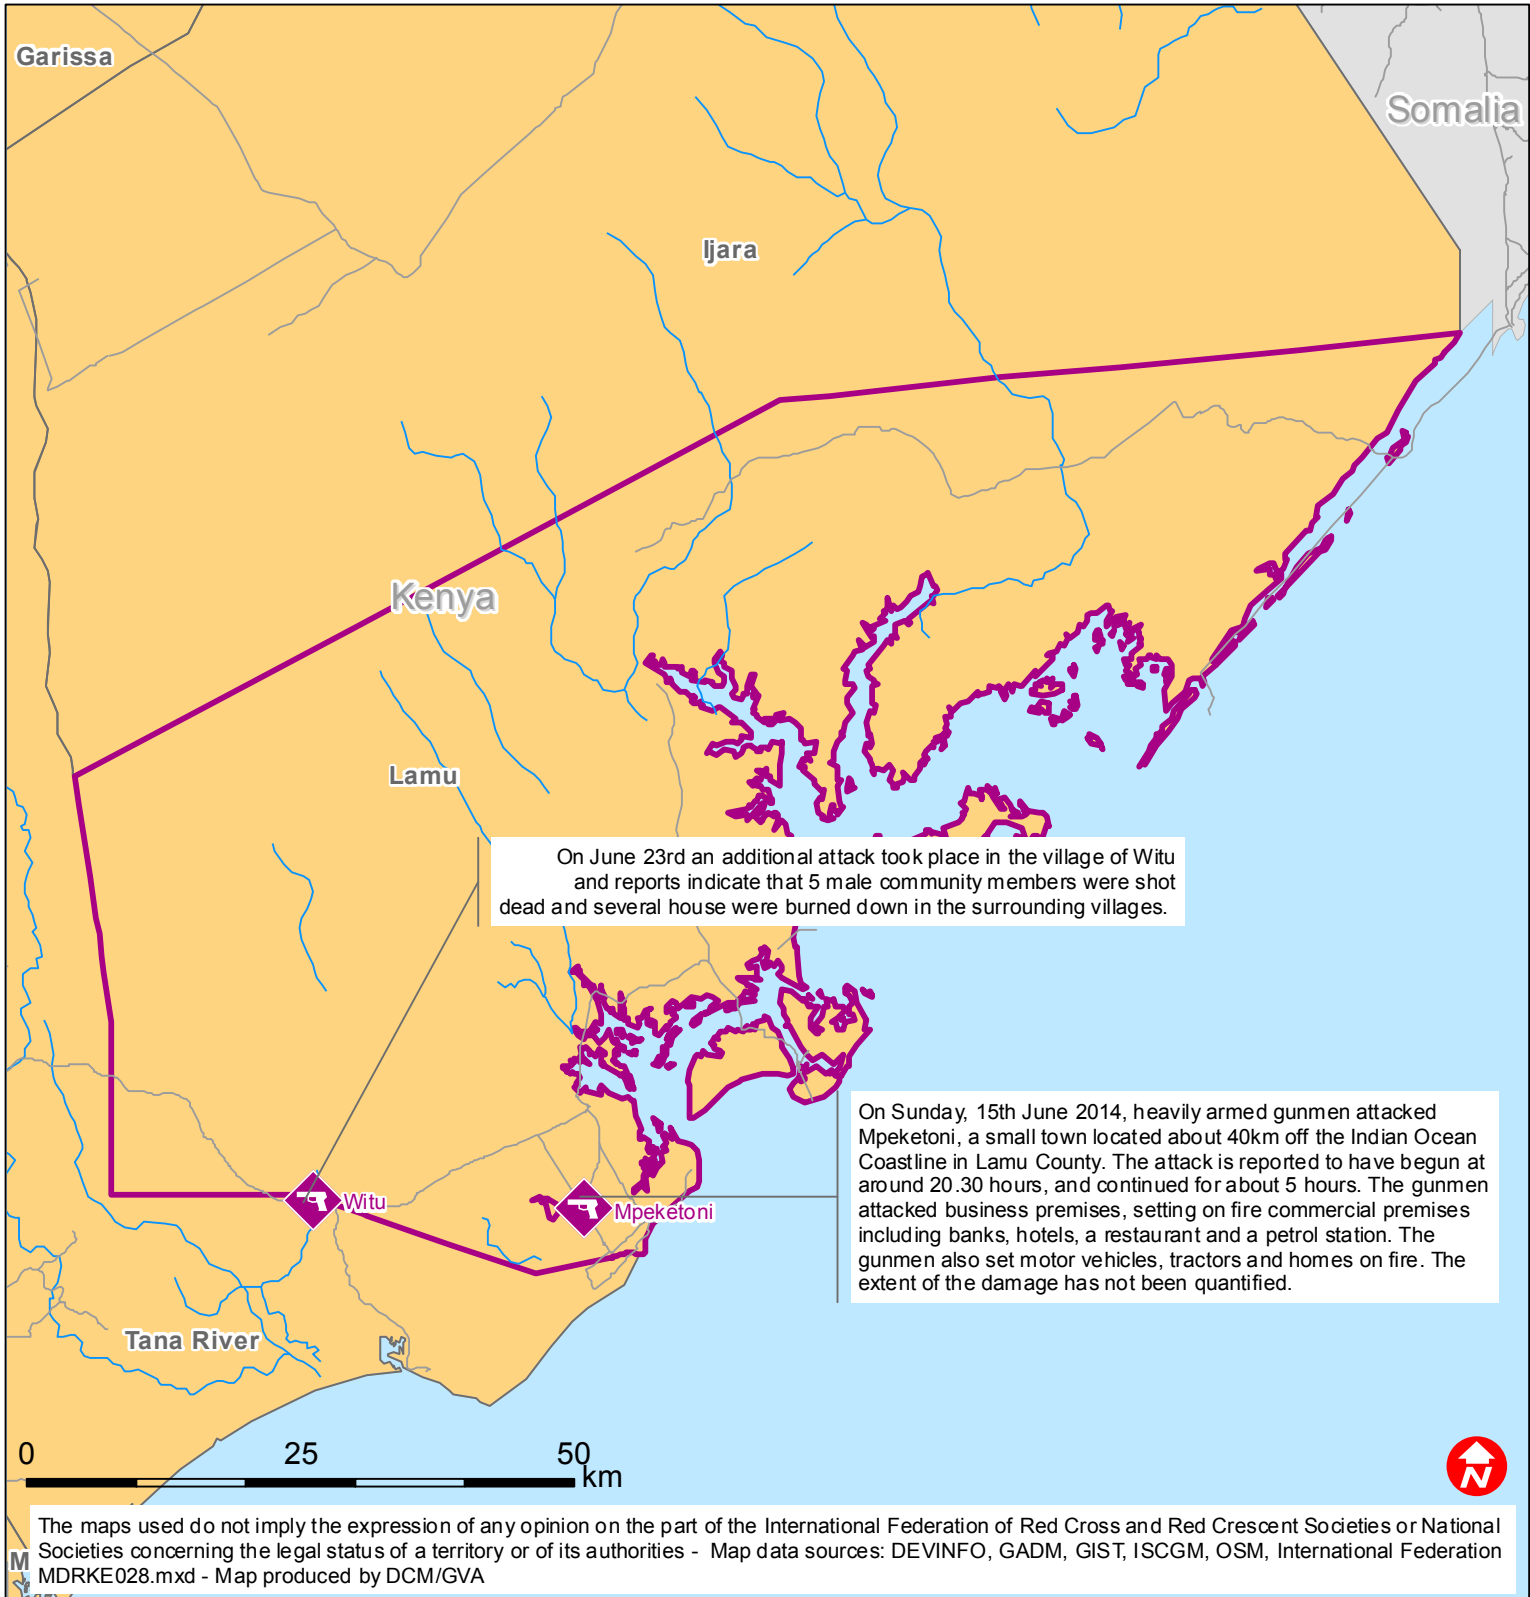 Garissa
Somalia
Ijara
Kenya
Lamu
On June 23rd an additional attack took place in the village of Witu
and reports indicate that 5 male community members were shot
dead and several house were burned down in the surrounding villages.
On Sunday, 15th June 2014, heavily armed gunmen attacked
Mpeketoni, a small town located about 40km off the Indian Ocean
Coastline in Lamu County. The attack is reported to have begun at
around 20.30 hours, and continued for about 5 hours. The gunmen
attacked business premises, setting on fire commercial premises
including banks, hotels, a restaurant and a petrol station. The
gunmen also set motor vehicles, tractors and homes on fire. The
extent of the damage has not been quantified.
Witu
Mpeketoni
Tana River
0 25 50
km
N
The maps used do not imply the expression of any opinion on the part of the International Federation of Red Cross and Red Crescent Societies or National
Societies concerning the legal status of a territory or of its authorities - Map data sources: DEVINFO, GADM, GIST, ISCGM, OSM, International Federation
MDRKE028.mxd - Map produced by DCM/GVA